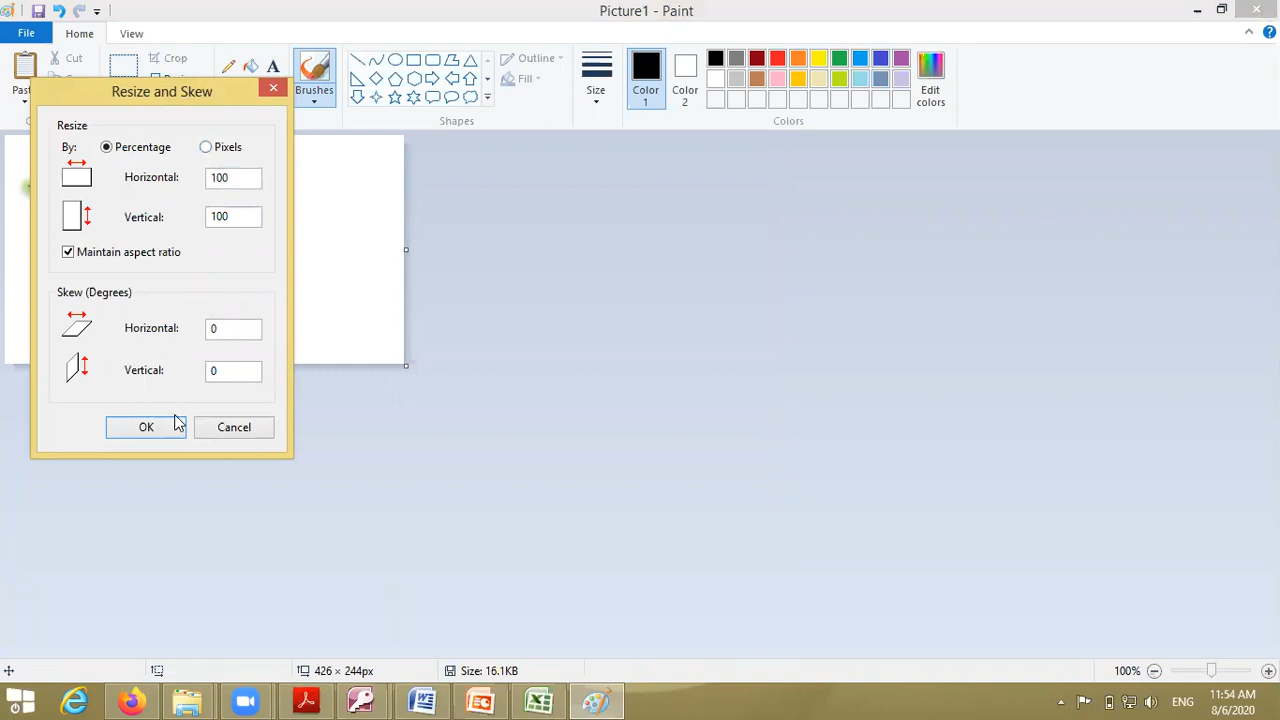 Picture1 - Paint
File
Home
View
Cut
Crop
Outline
Fill
Brushes
Size
Color
1
Color
2
Edit
colors
Shapes
Colors
Resize and Skew
Resize
By:
Percentage
Pixels
Horizontal:
100
Vertical:
100
Maintain aspect ratio
Skew (Degrees)
Horizontal:
0
Vertical:
0
OK
Cancel
426 × 244px
Size: 16.1KB
100%
ENG
11:54 AM
8/6/2020